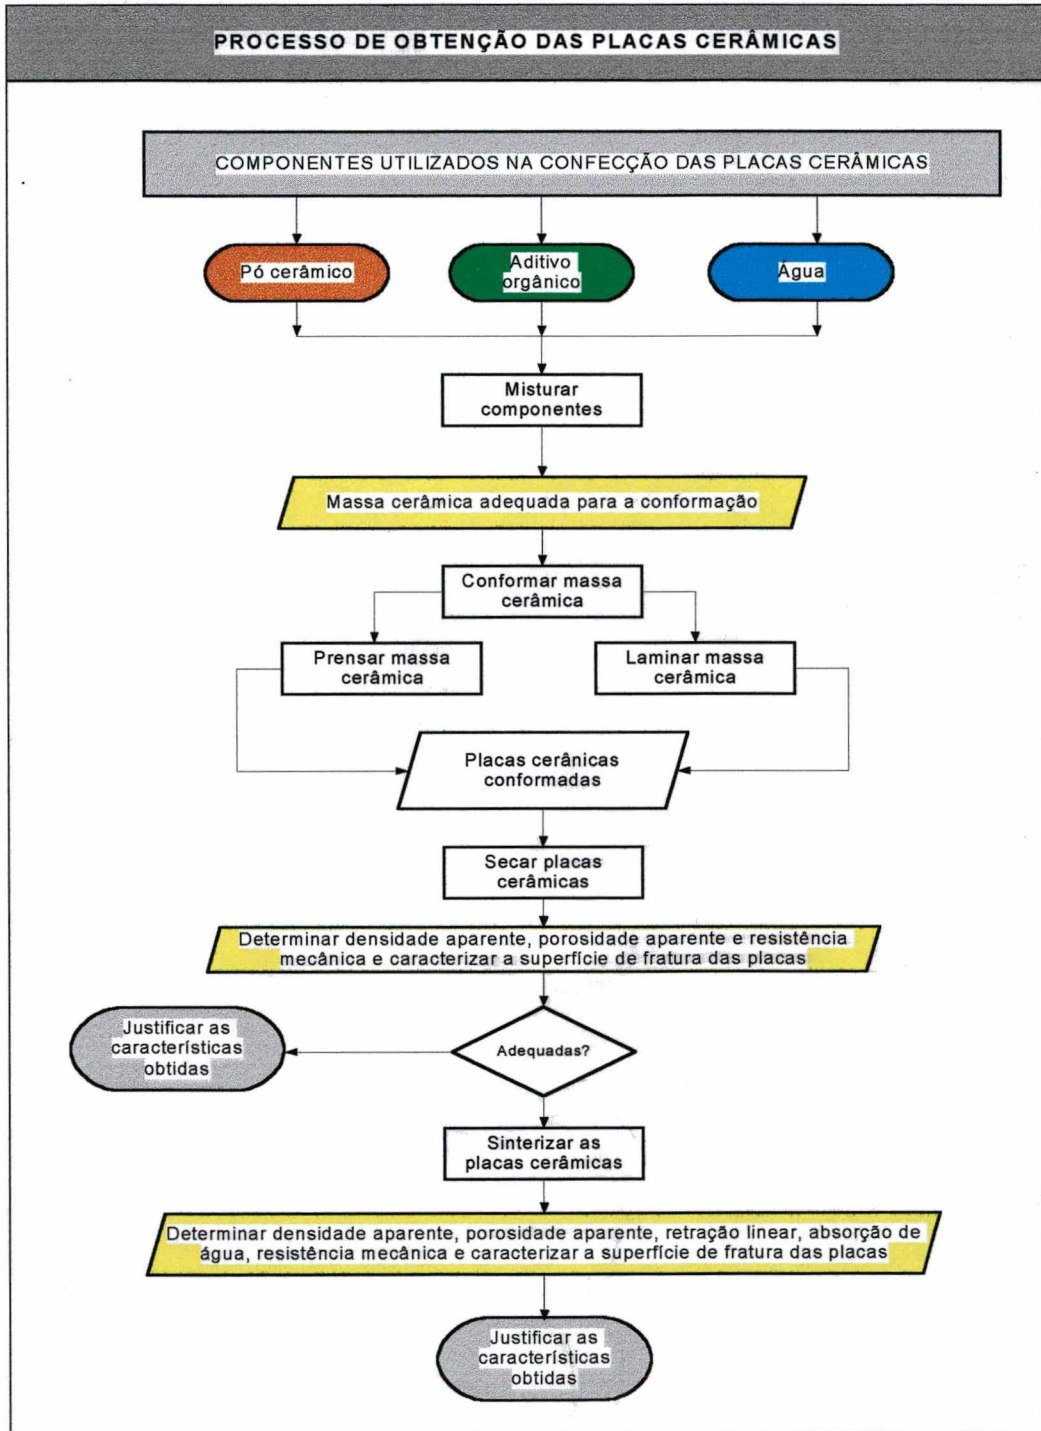 PROCESSO DE OBTENÇÃO DAS PLACAS CERÂMICAS
COMPONENTES UTILIZADOS NA CONFECÇÃO DAS PLACAS CERÂMICAS
Pó cerâmico
Aditivo
orgânico
Água
Misturar
componentes
Massa cerâmica adequada para a conformação
Conformar massa
cerâmica
Prensar massa
cerâmica
Laminar massa
cerâmica
Placas cerânicas
conformadas
Secar placas
cerâmicas
Determinar densidade aparente, porosidade aparente e resistência
mecânica e caracterizar a superfície de fratura das placas
Justificar as
características
obtidas
Adequadas?
Sinterizar as
placas cerâmicas
Determinar densidade aparente, porosidade aparente, retração linear, absorção de
água, resistência mecânica e caracterizar a superfície de fratura das placas
Justificar as
características
obtidas